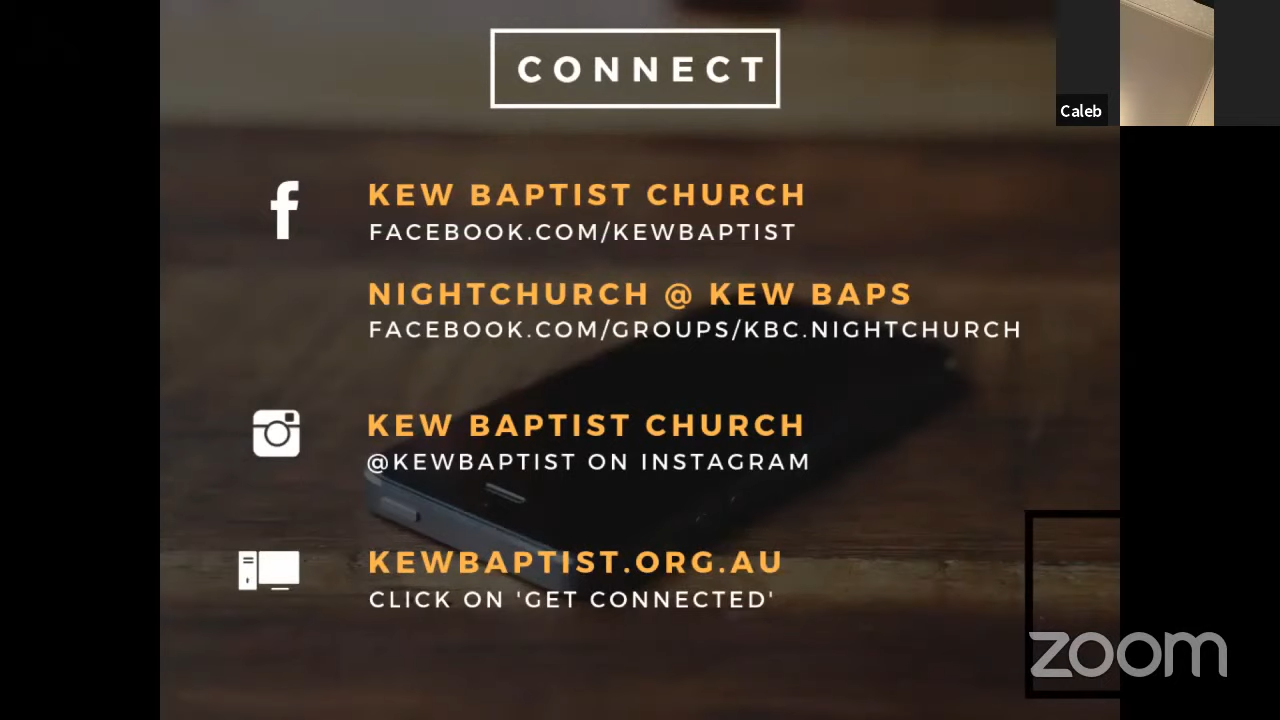 CONNECT
Caleb
KEW BAPTIST CHURCH
FACEBOOK.COM/KEWBAPTIST
NIGHTCHURCH @ KEW BAPS
FACEBOOK.COM/GROUPS/KBC.NIGHTCHURCH
KEW BAPTIST CHURCH
@KEWBAPTIST ON INSTAGRAM
KEWBAPTIST.ORG.AU
CLICK ON 'GET CONNECTED'
zoom